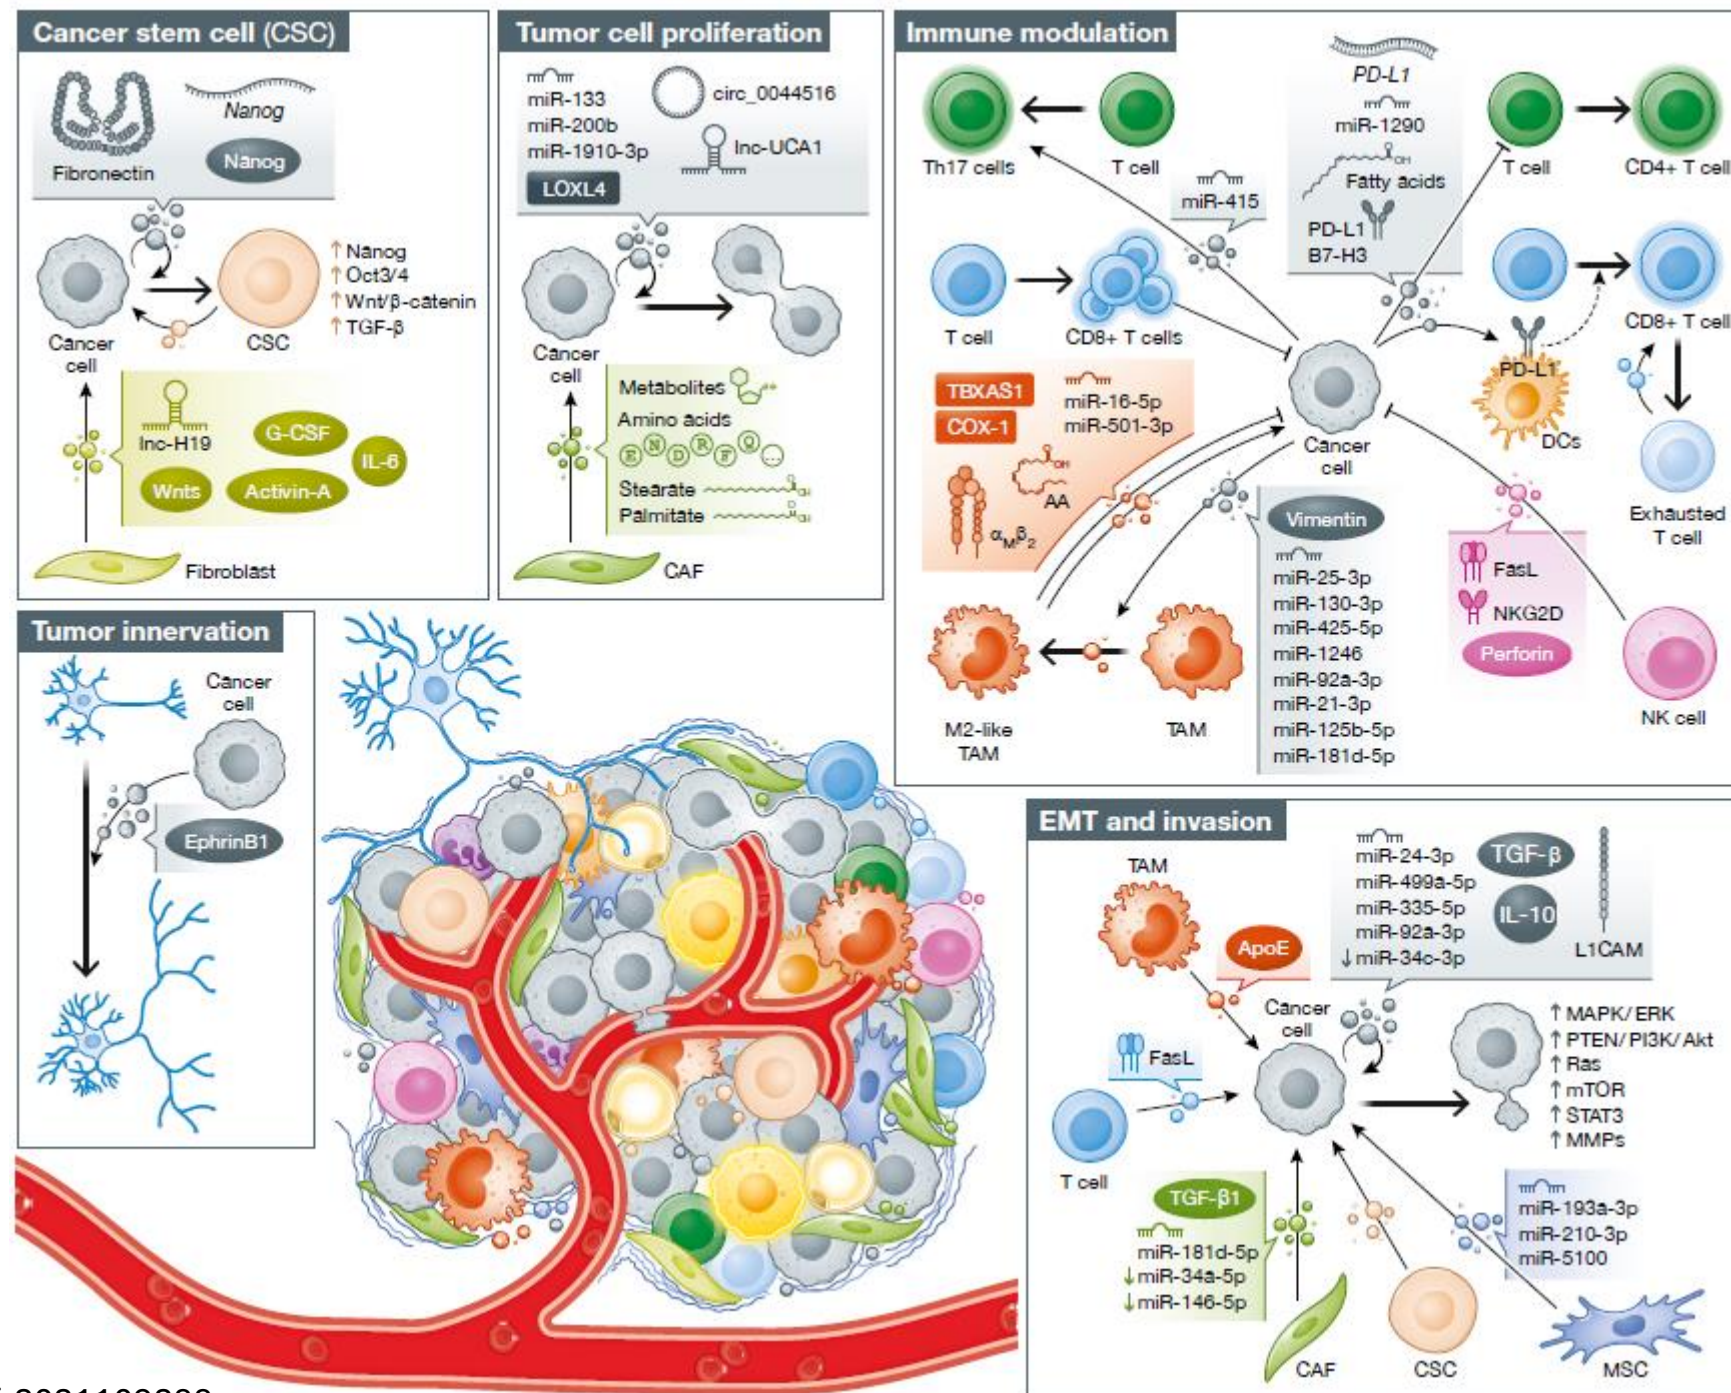 Cancer stem cell (CSC)
Fibronectin
Nanog
Nanog
Cancer
cell
CSC
↑ Nanog
↑ Oct3/4
↑ Wnt/β-catenin
↑ TGF-β
lnc-H19
G-CSF
IL-6
Wnts
Activin-A
Fibroblast
Tumor cell proliferation
miR-133
miR-200b
miR-1910-3p
LOXL4
circ_0044516
lnc-UCA1
Cancer
cell
Metabolites
Amino acids
E N D R F Q ...
Stearate
OH
Palmitate
OH
CAF
Immune modulation
Th17 cells
T cell
miR-415
PD-L1
miR-1290
OH
Fatty acids
PD-L1
B7-H3
T cell
CD4+ T cell
T cell
CD8+ T cells
CD8+ T cell
PD-L1
DCs
Exhausted
T cell
Cancer
cell
TBXAS1
COX-1
miR-16-5p
miR-501-3p
OH
AA
αMβ2
Vimentin
miR-25-3p
miR-130-3p
miR-425-5p
miR-1246
miR-92a-3p
miR-21-3p
miR-125b-5p
miR-181d-5p
FasL
NKG2D
Perforin
NK cell
M2-like
TAM
TAM
Tumor innervation
Cancer
cell
EphrinB1
EMT and invasion
TAM
ApoE
miR-24-3p
miR-499a-5p
miR-335-5p
miR-92a-3p
↓ miR-34c-3p
TGF-β
IL-10
L1CAM
Cancer
cell
FasL
T cell
↑ MAPK/ERK
↑ PTEN/PI3K/Akt
↑ Ras
↑ mTOR
↑ STAT3
↑ MMPs
TGF-β1
miR-181d-5p
↓ miR-34a-5p
↓ miR-146-5p
CAF
CSC
miR-193a-3p
miR-210-3p
miR-5100
MSC